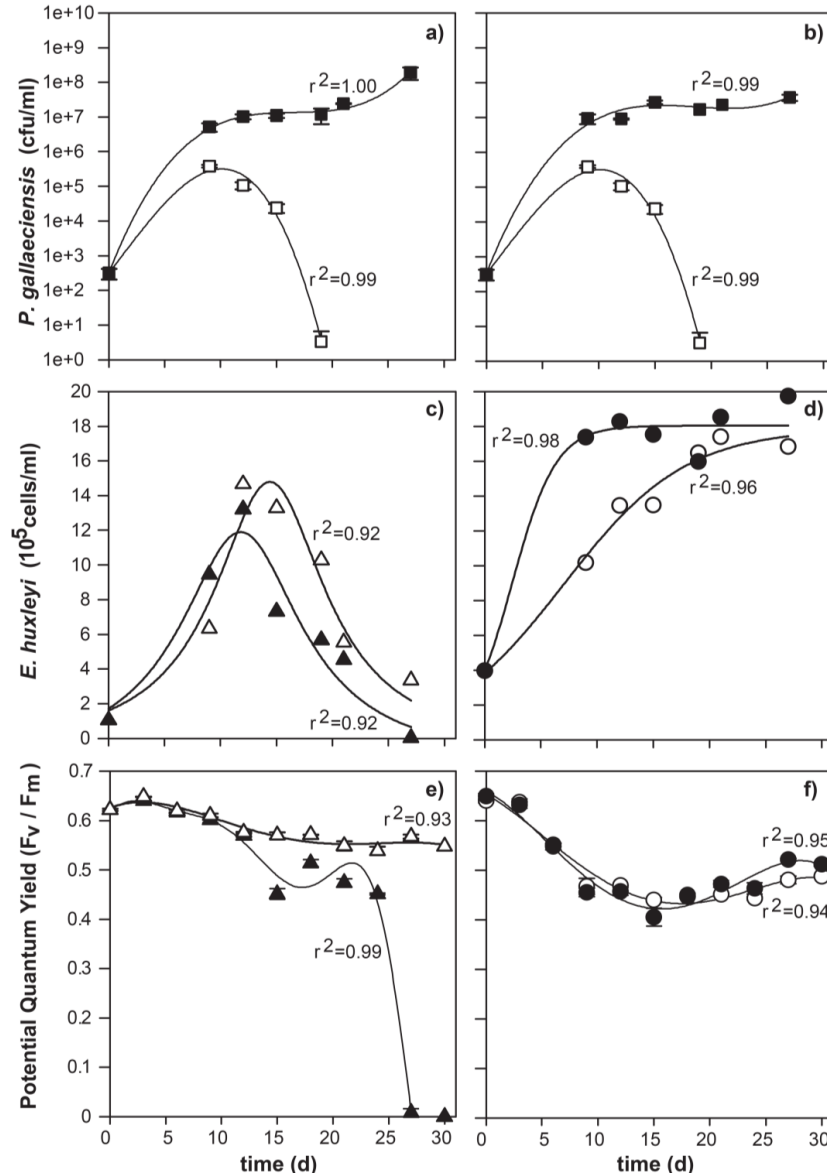 a)
1e+10
1e+9
1e+8
1e+7
1e+6
1e+5
1e+4
1e+3
1e+2
1e+1
1e+0
P. gallaeciensis (cfu/ml)
r²=1.00
r²=0.99
b)
r²=0.99
r²=0.99
c)
20
18
16
14
12
10
8
6
4
2
0
E. huxleyi (10⁵cells/ml)
r²=0.92
r²=0.92
d)
r²=0.98
r²=0.96
e)
0.7
0.6
0.5
0.4
0.3
0.2
0.1
0
Potential Quantum Yield (Fv / Fm)
r²=0.93
r²=0.99
0 5 10 15 20 25 30
time (d)
f)
r²=0.95
r²=0.94
0 5 10 15 20 25 30
time (d)